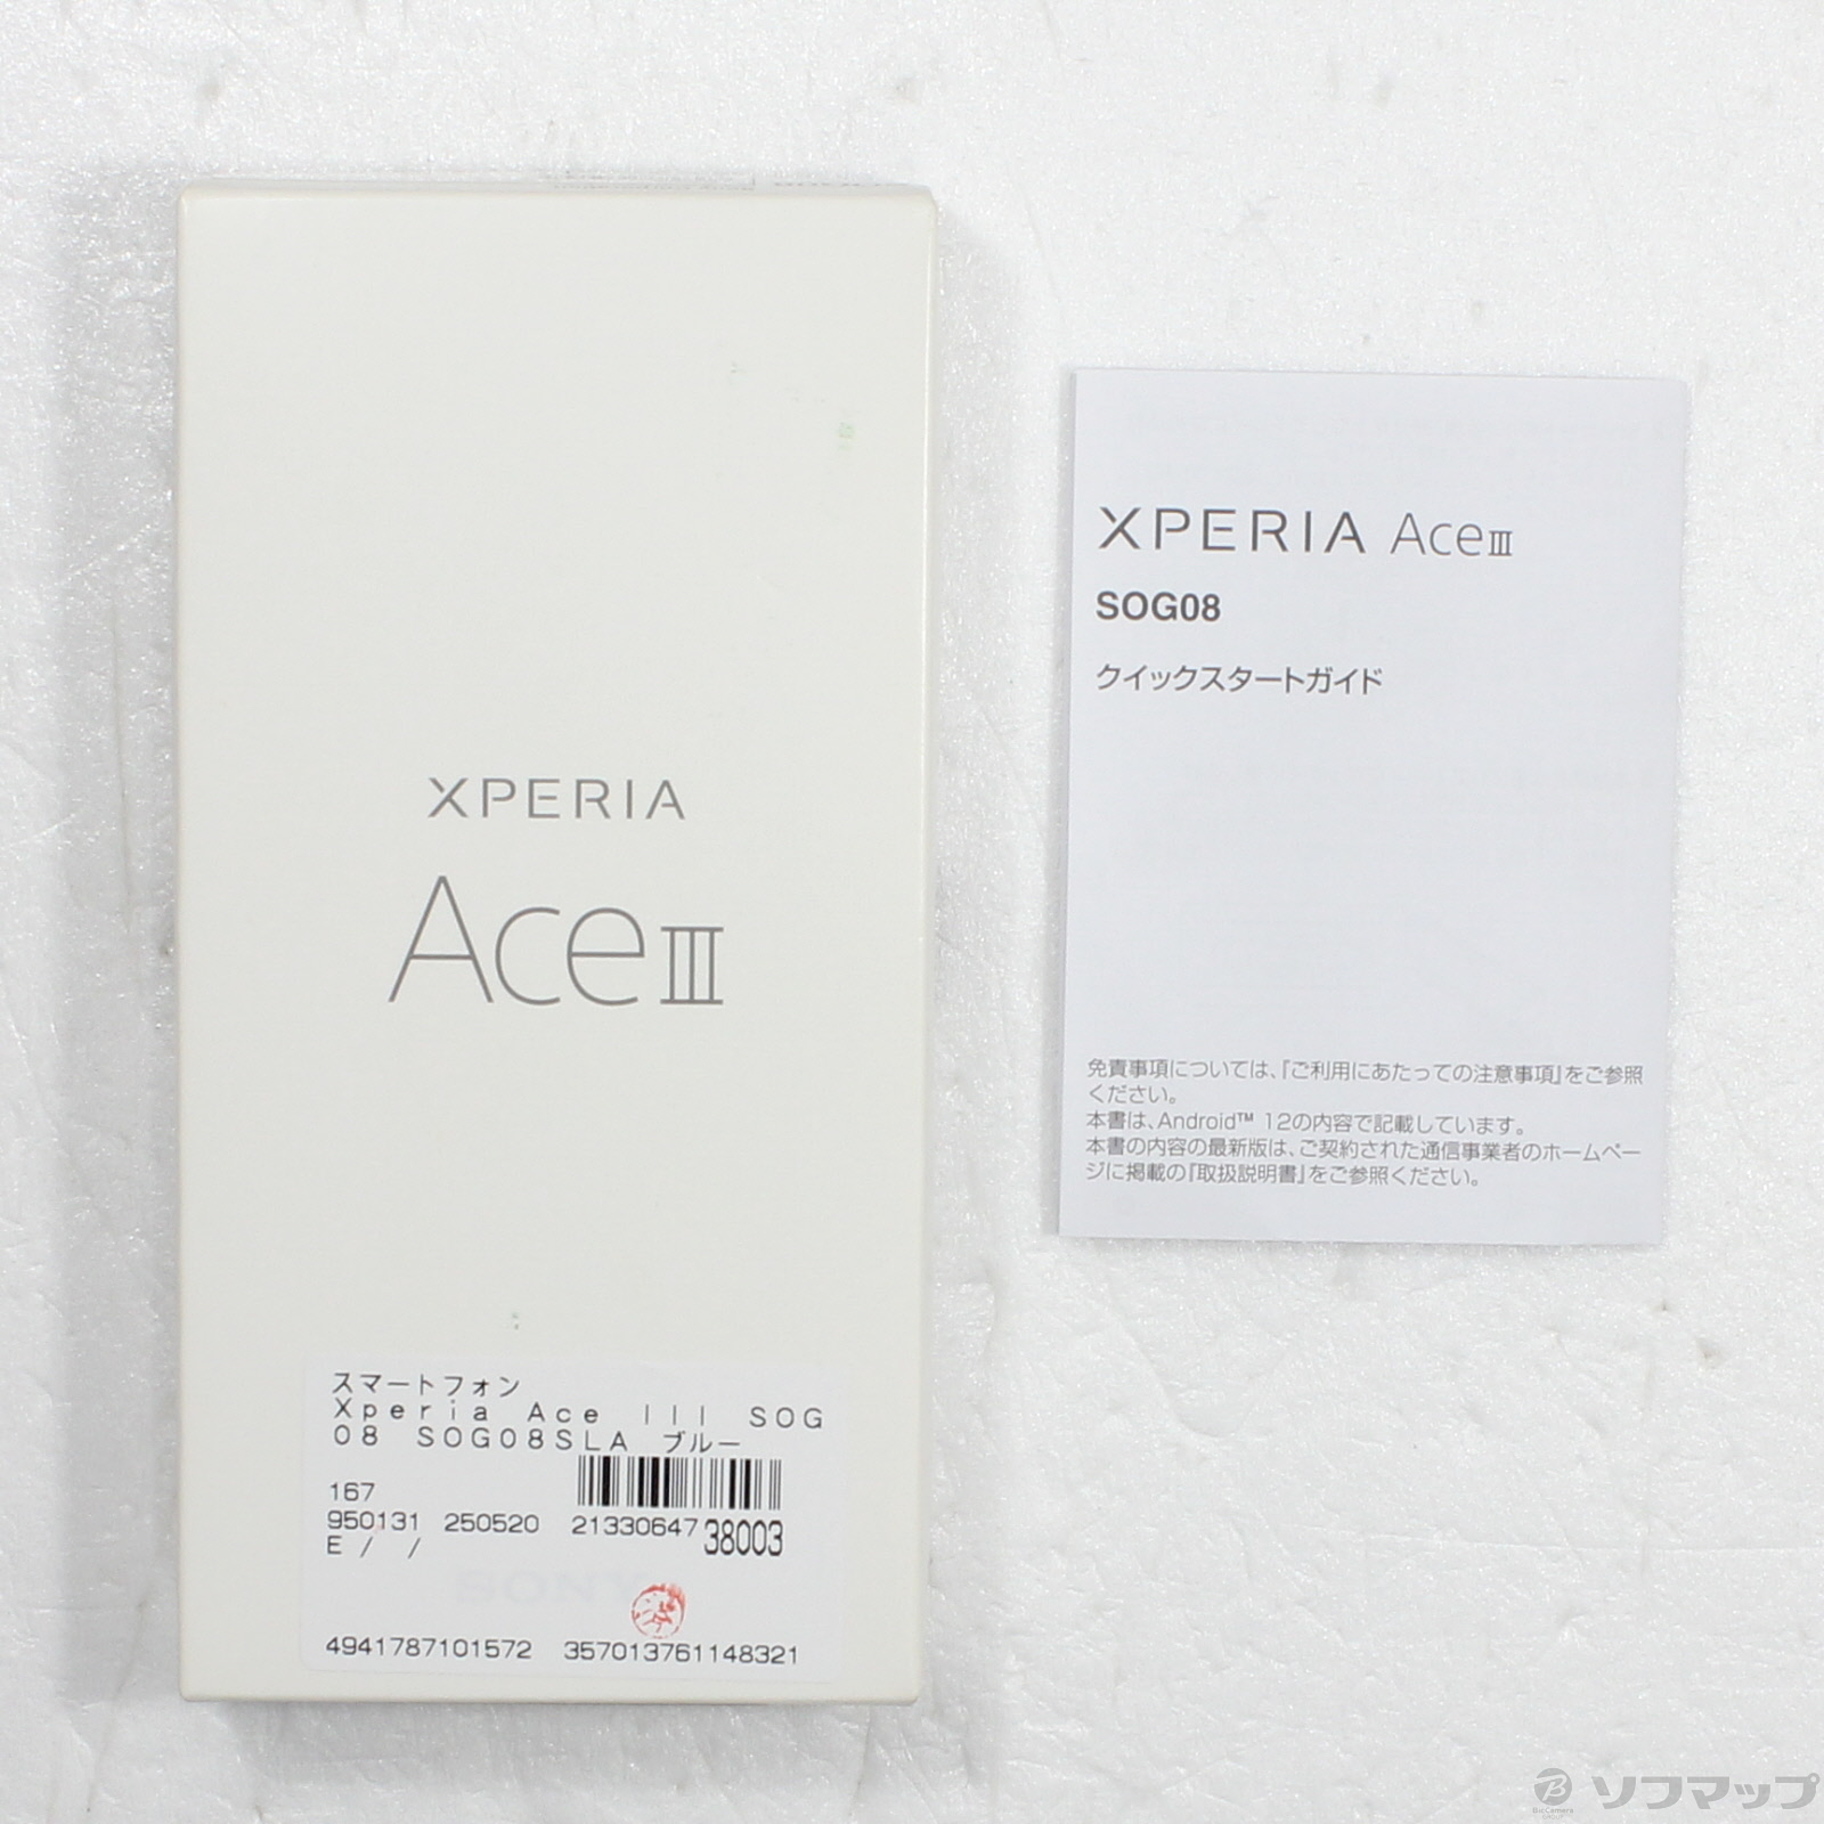 XPERIA
Ace III
スマートフォン
Xperia Ace III SOG
08 SOG08SLA ブルー
167
950131 250520 21330647 38003
E / /
SONY
4941787101572 357013761148321
XPERIA Ace III
SOG08
クイックスタートガイド
免責事項については、『ご利用にあたっての注意事項』をご参照
ください。
本書は、Android™ 12の内容で記載しています。
本書の内容の最新版は、ご契約された通信事業者のホームペー
ジに掲載の『取扱説明書』をご参照ください。
BicCamera
GROUP
ソフマップ